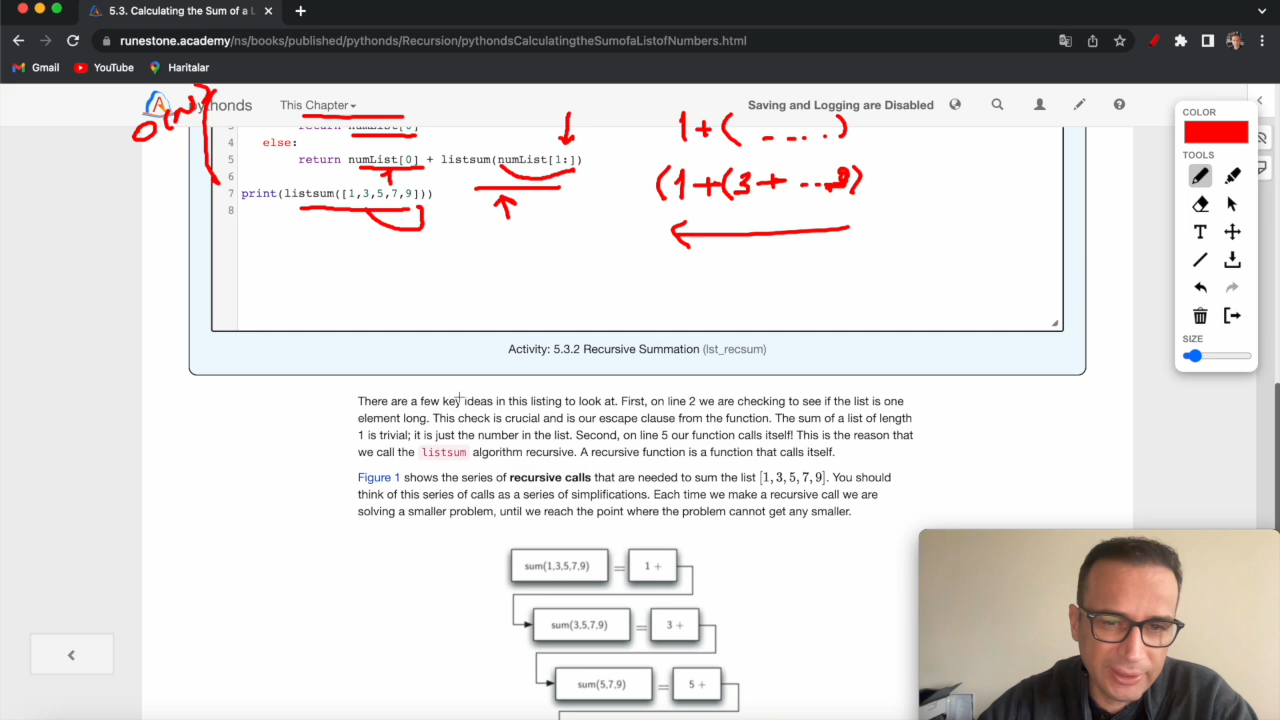 5.3. Calculating the Sum of a L
runestone.academy/ns/books/published/pythonds/Recursion/pythondsCalculatingtheSumofaListofNumbers.html
Gmail YouTube Haritalar
pythonds This Chapter Saving and Logging are Disabled
O(N)
return numList[0]
4 else:
5 return numList[0] + listsum(numList[1:])
6
7 print(listsum([1,3,5,7,9]))
8
1+( ....)
(1+(3+ ...9)
COLOR
TOOLS
T
SIZE
Activity: 5.3.2 Recursive Summation (lst_recsum)
There are a few key ideas in this listing to look at. First, on line 2 we are checking to see if the list is one
element long. This check is crucial and is our escape clause from the function. The sum of a list of length
1 is trivial; it is just the number in the list. Second, on line 5 our function calls itself! This is the reason that
we call the listsum algorithm recursive. A recursive function is a function that calls itself.
Figure 1 shows the series of recursive calls that are needed to sum the list [1, 3, 5, 7, 9]. You should
think of this series of calls as a series of simplifications. Each time we make a recursive call we are
solving a smaller problem, until we reach the point where the problem cannot get any smaller.
sum(1,3,5,7,9) = 1 +
sum(3,5,7,9) = 3 +
sum(5,7,9) = 5 +